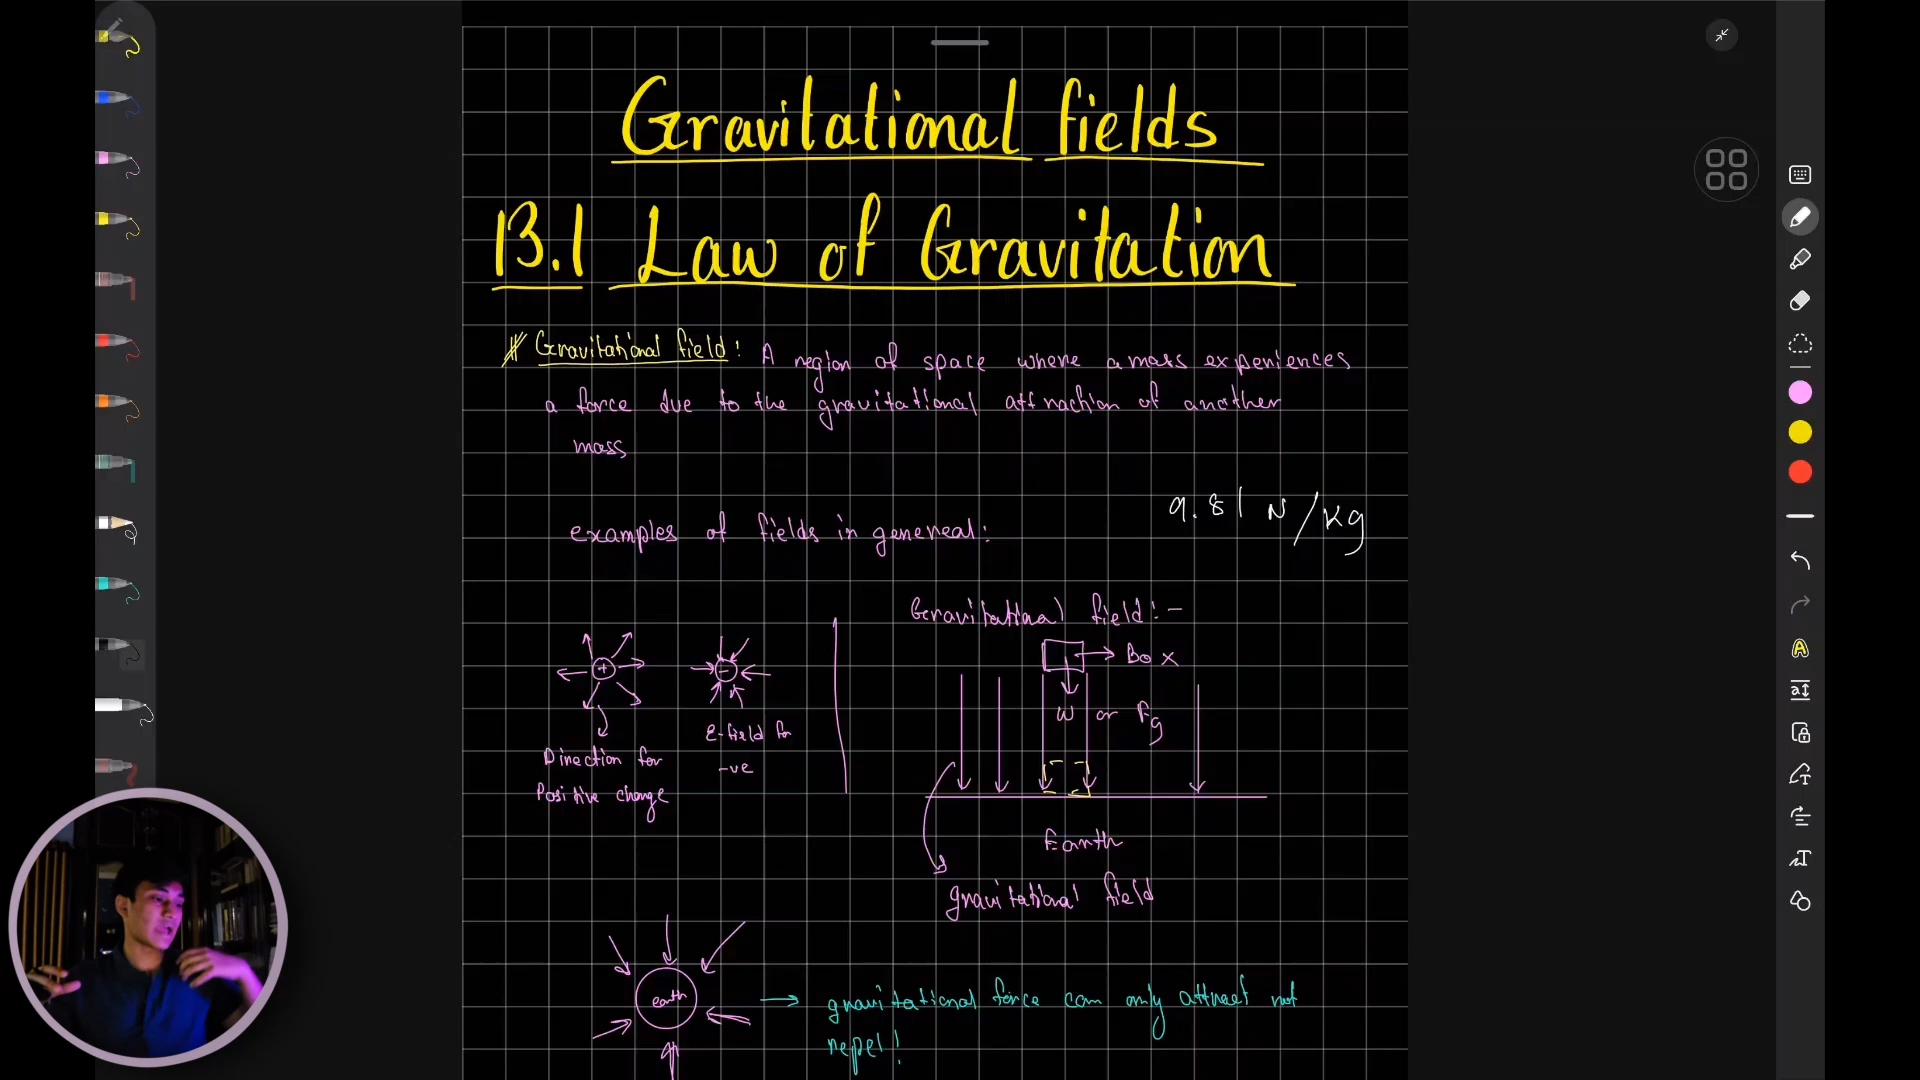 Gravitational fields
13.1 Law of Gravitation
# Gravitational field: A region of space where a mass experiences
a force due to the gravitational attraction of another
mass
9.81 N/kg
examples of fields in genereal:
Gravitational field:-
+
-
Box
W or Fg
E-field for
-ve
Direction for
Positive charge
Earth
gravitational field
earth
gravitational force can only attract not
repel!